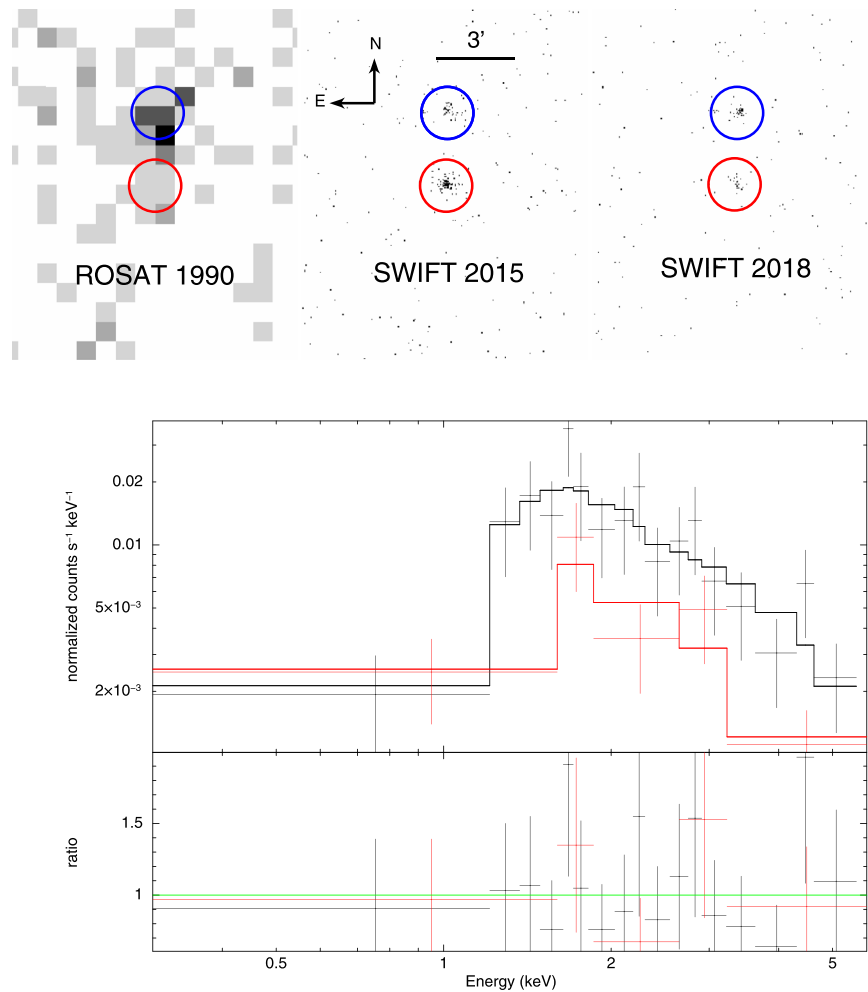 N
3’
E
ROSAT 1990
SWIFT 2015
SWIFT 2018
normalized counts s⁻¹ keV⁻¹
0.02
0.01
5×10⁻³
2×10⁻³
ratio
1.5
1
0.5
1
2
5
Energy (keV)